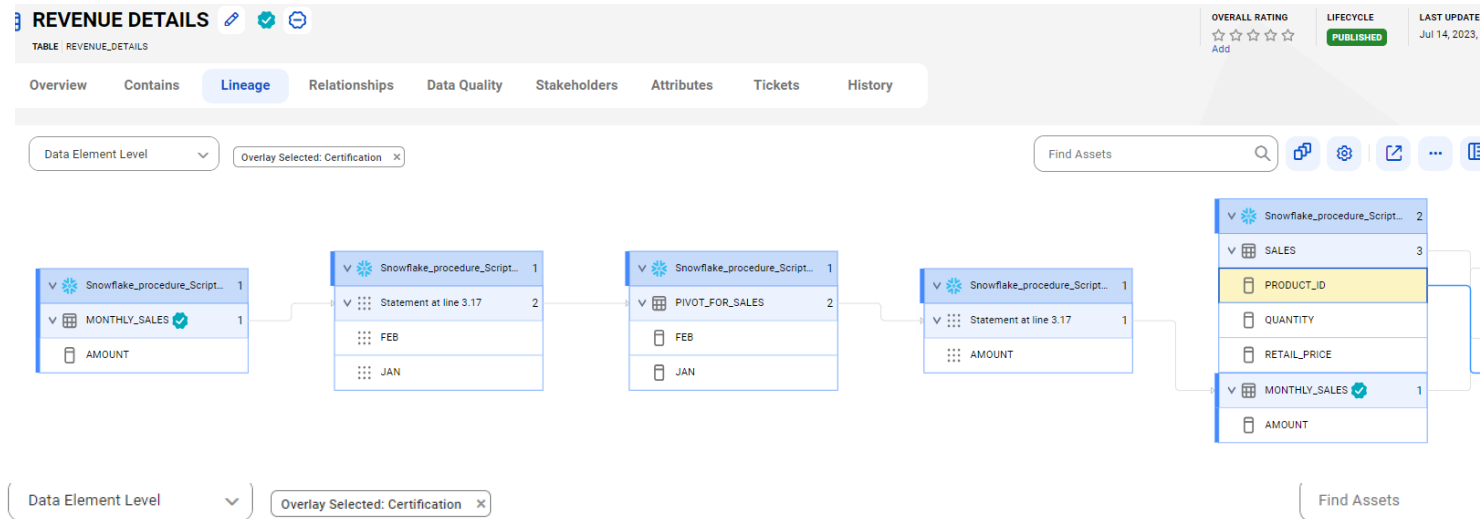 REVENUE DETAILS
TABLE | REVENUE_DETAILS
OVERALL RATING
Add
LIFECYCLE
PUBLISHED
LAST UPDATE
Jul 14, 2023,
Overview Contains Lineage Relationships Data Quality Stakeholders Attributes Tickets History
Data Element Level
Overlay Selected: Certification ×
Find Assets
Snowflake_procedure_Script... 1
MONTHLY_SALES 1
AMOUNT
Snowflake_procedure_Script... 1
Statement at line 3.17 2
FEB
JAN
Snowflake_procedure_Script... 1
PIVOT_FOR_SALES 2
FEB
JAN
Snowflake_procedure_Script... 1
Statement at line 3.17 1
AMOUNT
Snowflake_procedure_Script... 2
SALES 3
PRODUCT_ID
QUANTITY
RETAIL_PRICE
MONTHLY_SALES 1
AMOUNT
Data Element Level
Overlay Selected: Certification ×
Find Assets